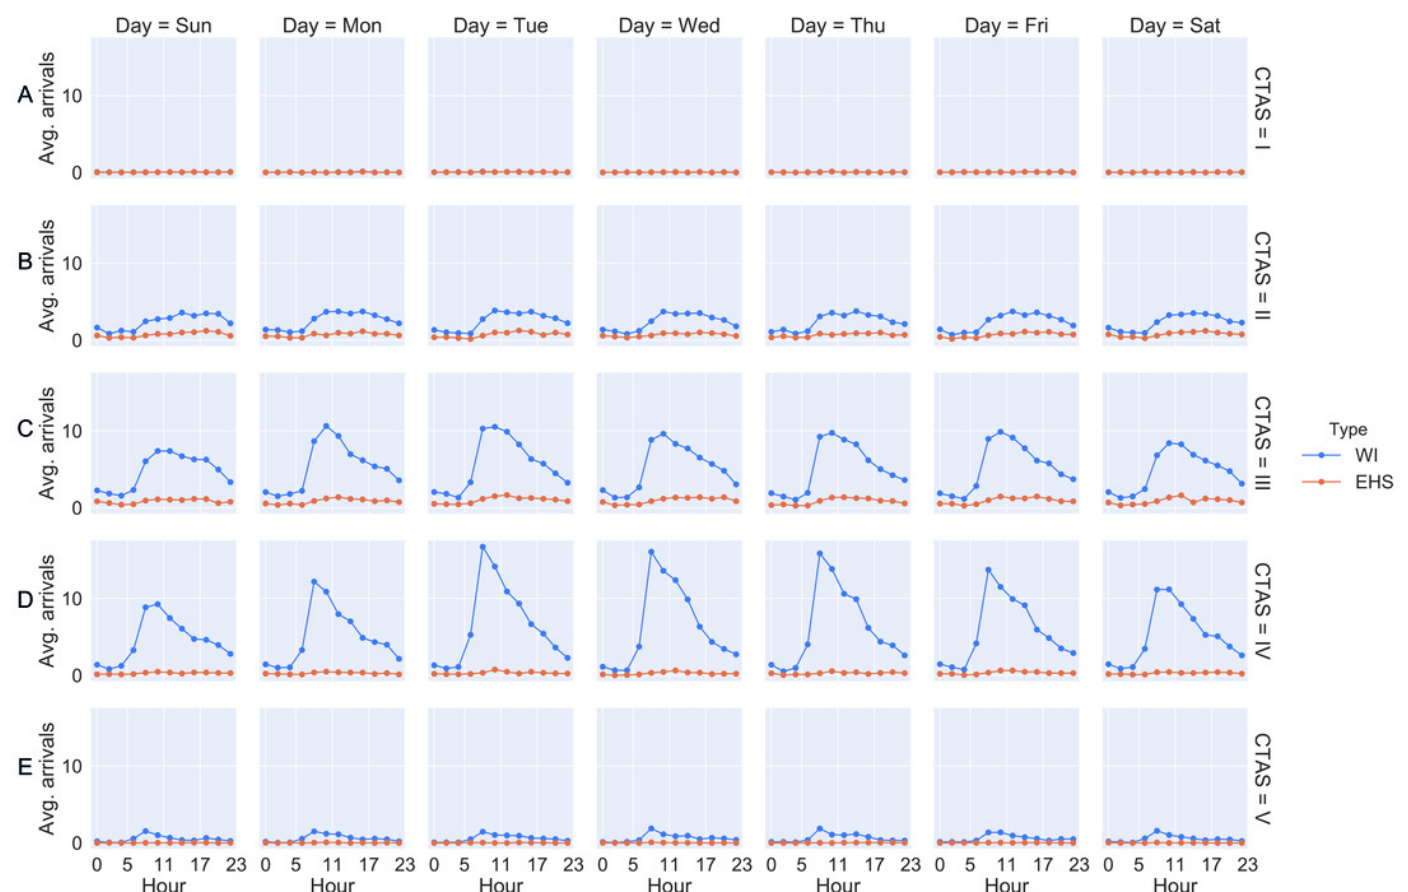 Day = Sun Day = Mon Day = Tue Day = Wed Day = Thu Day = Fri Day = Sat
A
Avg. arrivals
10
0
CTAS = I
B
Avg. arrivals
10
0
CTAS = II
C
Avg. arrivals
10
0
CTAS = III
Type
WI
EHS
D
Avg. arrivals
10
0
CTAS = IV
E
Avg. arrivals
10
0
CTAS = V
0 5 11 17 23 0 5 11 17 23 0 5 11 17 23 0 5 11 17 23 0 5 11 17 23 0 5 11 17 23 0 5 11 17 23
Hour Hour Hour Hour Hour Hour Hour